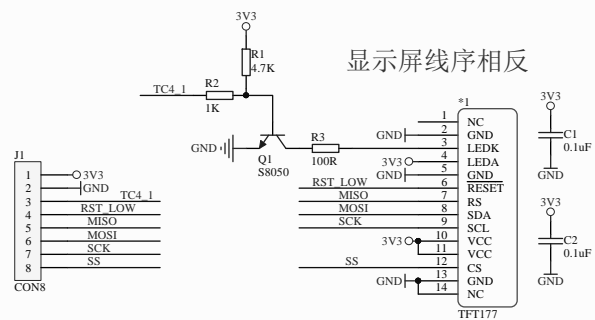 3V3
R1
4.7K
显示屏线序相反
TC4_1
R2
1K
GND
Q1
S8050
R3
100R
*1
1 NC
GND 2 GND
3 LEDK
3V3 4 LEDA
GND 5 GND
RST_LOW 6 RESET
MISO 7 RS
MOSI 8 SDA
SCK 9 SCL
3V3 10 VCC
11 VCC
SS 12 CS
GND 13 GND
14 NC
TFT177
3V3
C1
0.1uF
GND
3V3
C2
0.1uF
GND
J1
1 3V3
2 GND
3 TC4_1
4 RST_LOW
5 MISO
6 MOSI
7 SCK
8 SS
CON8